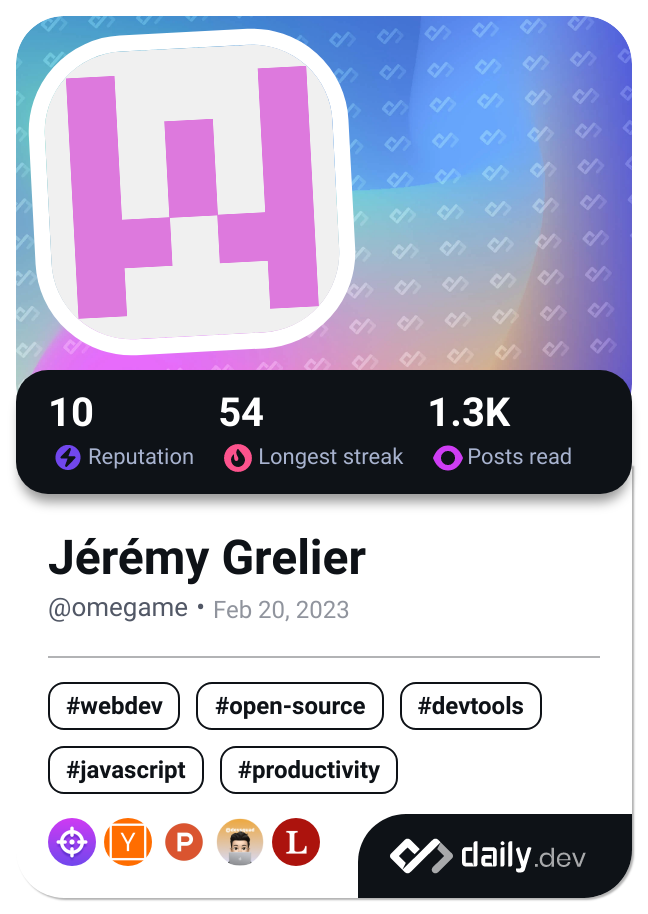 10 54 1.3K
Reputation Longest streak Posts read
Jérémy Grelier
@omegame • Feb 20, 2023
#webdev #open-source #devtools
#javascript #productivity
Y P L
daily.dev